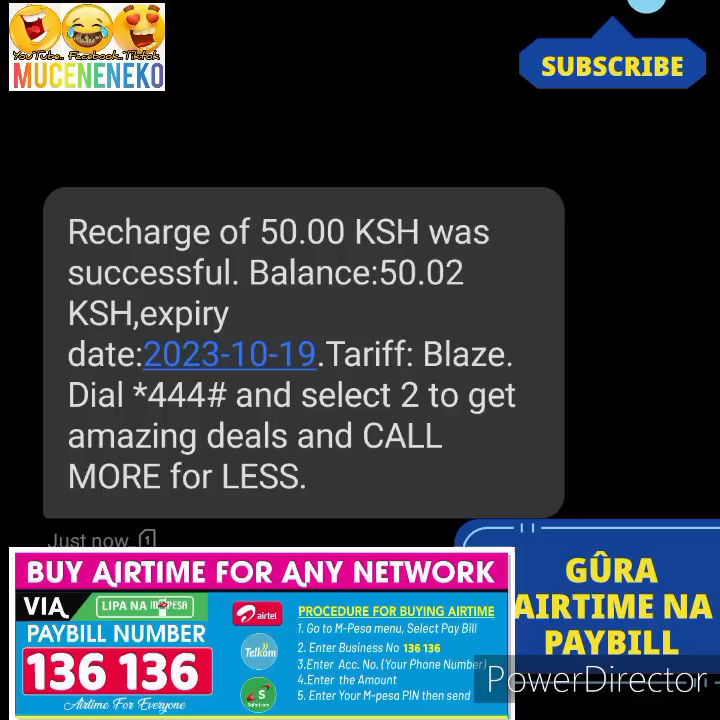 YouTube. Facebook. Tiktok
MUCENENEKO
SUBSCRIBE
Recharge of 50.00 KSH was
successful. Balance:50.02
KSH,expiry
date:2023-10-19.Tariff: Blaze.
Dial *444# and select 2 to get
amazing deals and CALL
MORE for LESS.
Just now 1
BUY AIRTIME FOR ANY NETWORK
VIA LIPA NA M-PESA
PAYBILL NUMBER
136 136
Airtime For Everyone
airtel
Telkom
Safaricom
PROCEDURE FOR BUYING AIRTIME
1. Go to M-Pesa menu, Select Pay Bill
2. Enter Business No 136 136
3.Enter Acc. No. (Your Phone Number)
4.Enter the Amount
5. Enter Your M-pesa PIN then send
GÛRA
AIRTIME NA
PAYBILL
PowerDirector